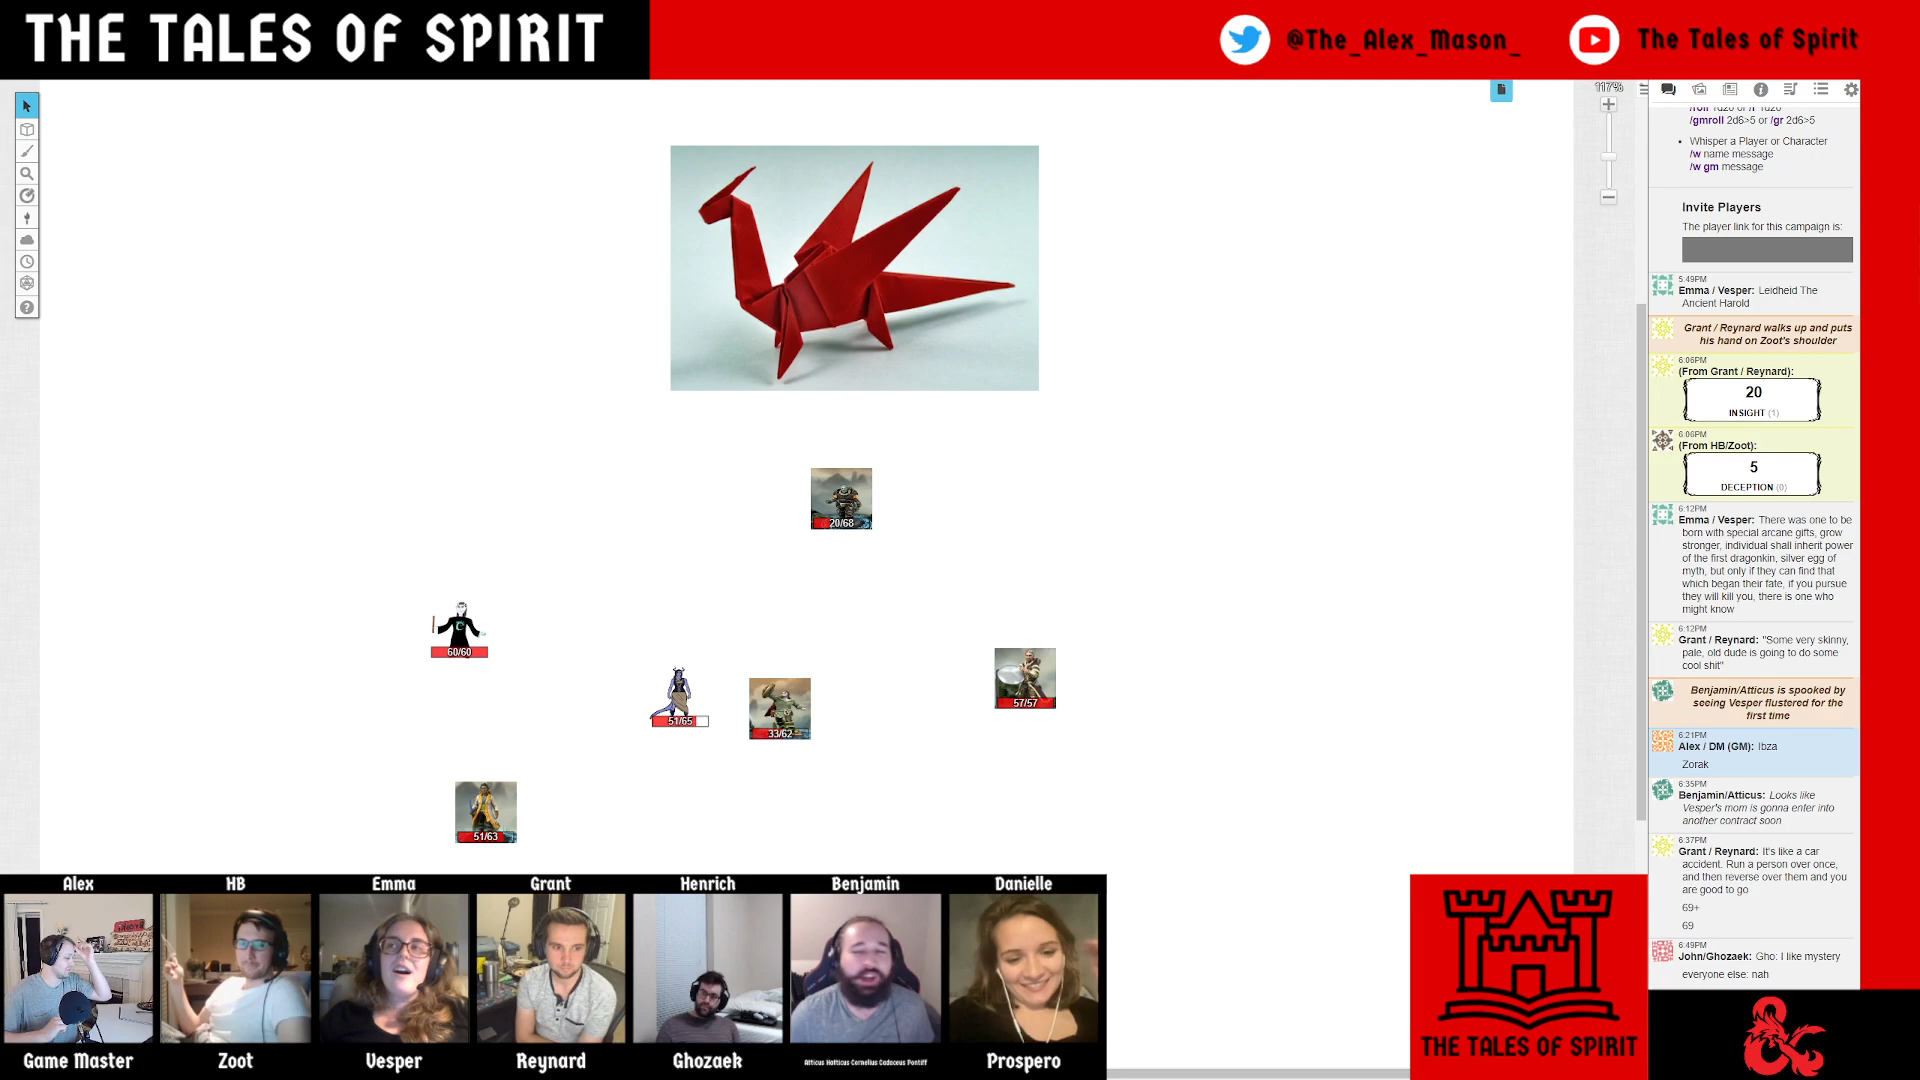 THE TALES OF SPIRIT
@The_Alex_Mason_
The Tales of Spirit
117%
/gmroll 2d6>5 or /gr 2d6>5
Whisper a Player or Character
/w name message
/w gm message
Invite Players
The player link for this campaign is:
5:49PM
Emma / Vesper: Leidheid The
Ancient Harold
Grant / Reynard walks up and puts
his hand on Zoot's shoulder
6:06PM
(From Grant / Reynard):
20
INSIGHT (1)
6:06PM
(From HB/Zoot):
5
DECEPTION (0)
6:12PM
Emma / Vesper: There was one to be
born with special arcane gifts, grow
stronger, individual shall inherit power
of the first dragonkin, silver egg of
myth, but only if they can find that
which began their fate, if you pursue
they will kill you, there is one who
might know
6:12PM
Grant / Reynard: "Some very skinny,
pale, old dude is going to do some
cool shit"
Benjamin/Atticus is spooked by
seeing Vesper flustered for the
first time
6:21PM
Alex / DM (GM): Ibza
Zorak
6:35PM
Benjamin/Atticus: Looks like
Vesper's mom is gonna enter into
another contract soon
6:37PM
Grant / Reynard: It's like a car
accident. Run a person over once,
and then reverse over them and you
are good to go
69+
69
6:49PM
John/Ghozaek: Gho: I like mystery
everyone else: nah
20/68
60/60
51/65
33/62
57/57
51/63
Alex
HB
Emma
Grant
Henrich
Benjamin
Danielle
Game Master
Zoot
Vesper
Reynard
Ghozaek
Atticus Hatticus Cornelius Cadaceus Pontiff
Prospero
THE TALES OF SPIRIT